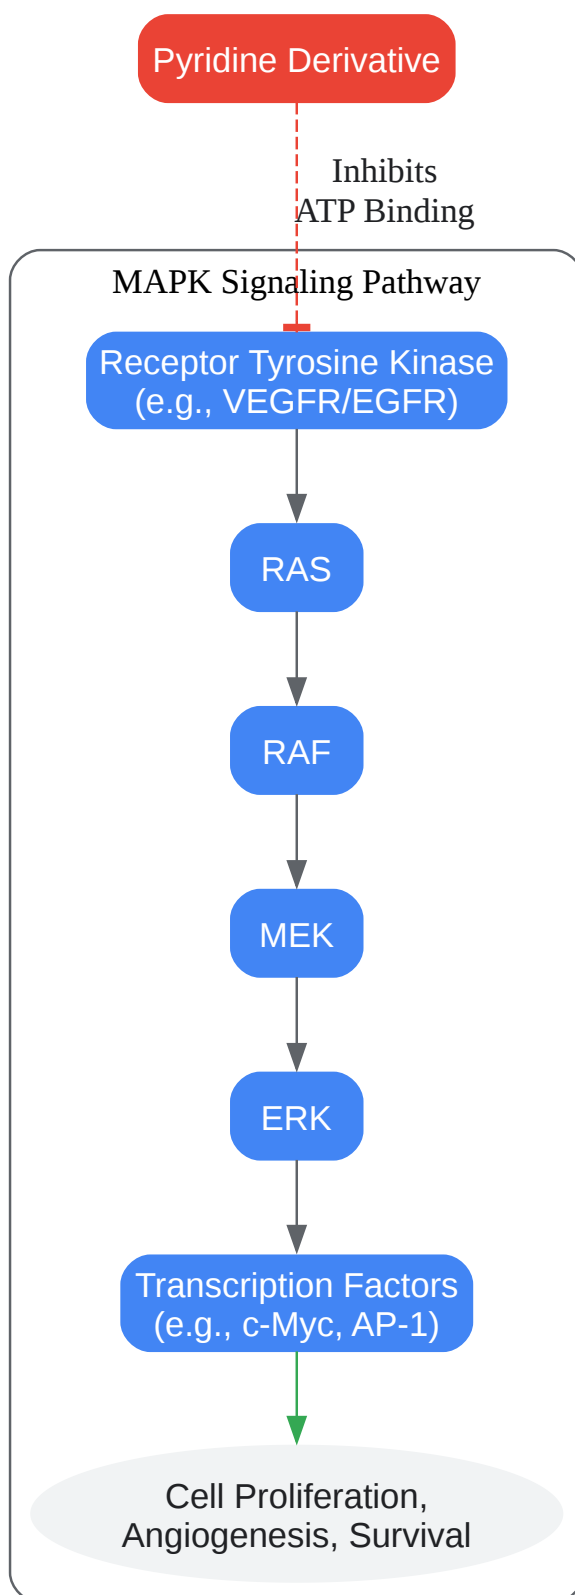 Pyridine Derivative
Inhibits
ATP Binding
MAPK Signaling Pathway
Receptor Tyrosine Kinase
(e.g., VEGFR/EGFR)
RAS
RAF
MEK
ERK
Transcription Factors
(e.g., c-Myc, AP-1)
Cell Proliferation,
Angiogenesis, Survival